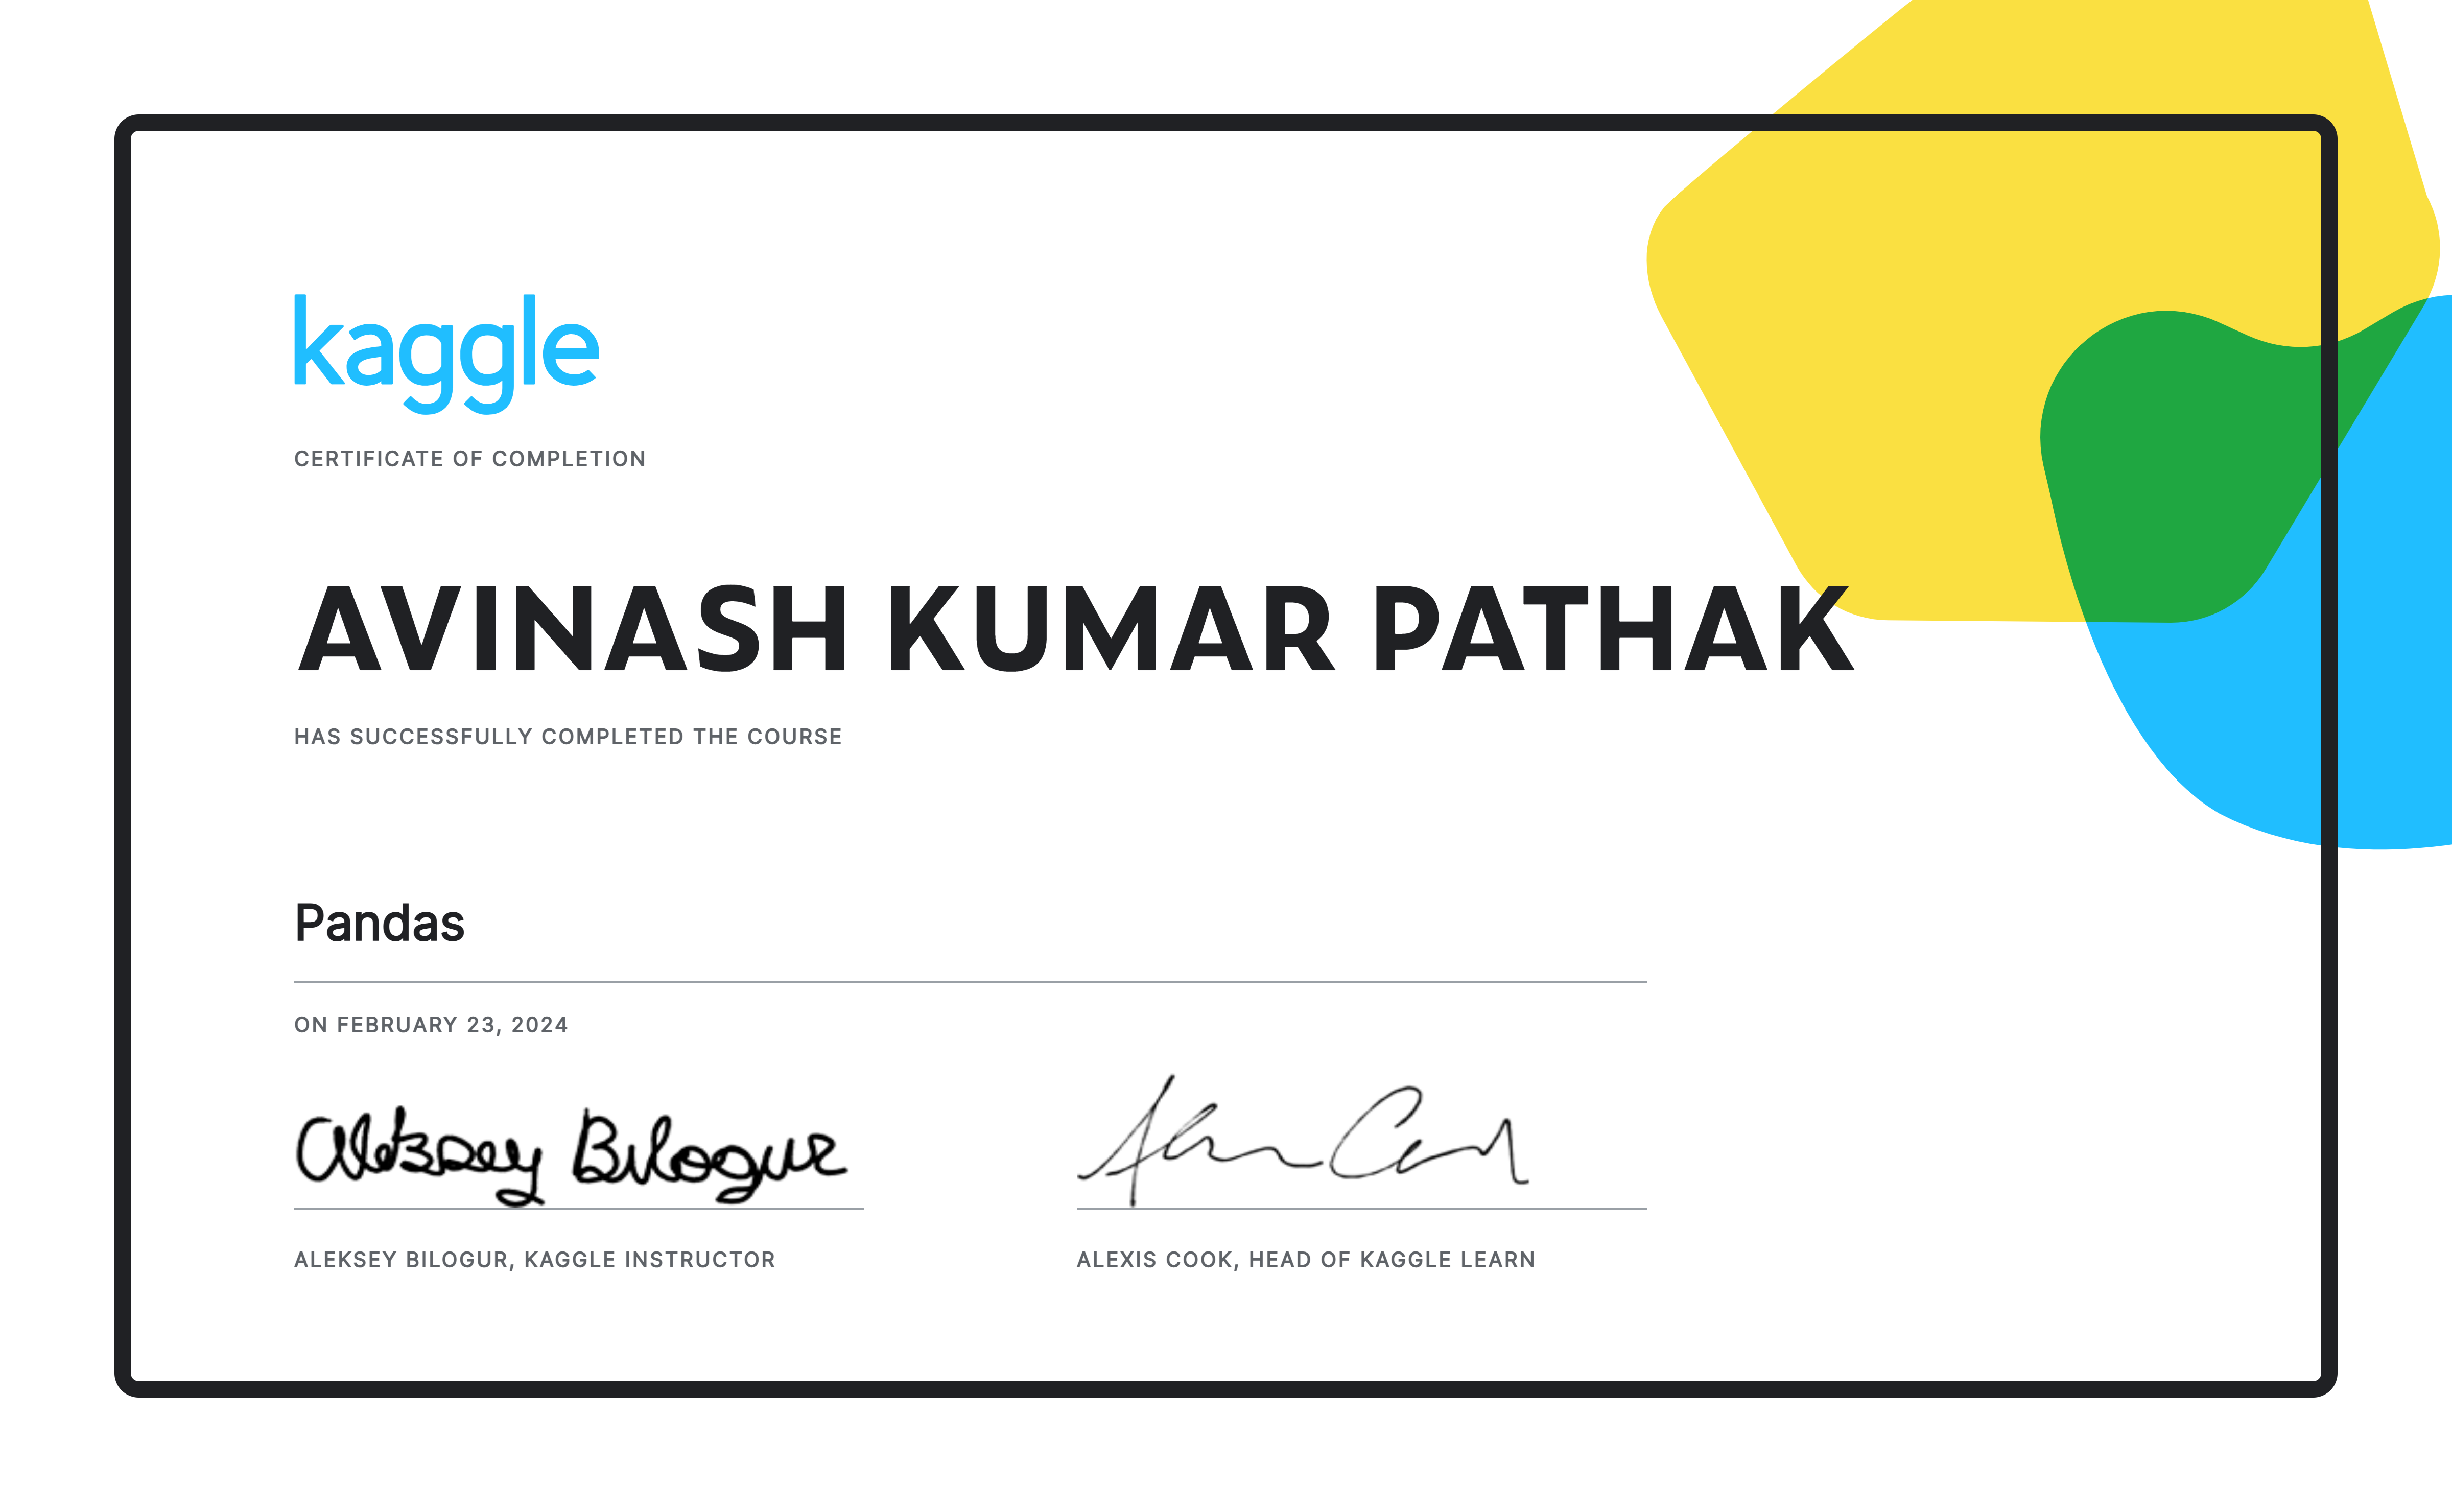 kaggle
CERTIFICATE OF COMPLETION
AVINASH KUMAR PATHAK
HAS SUCCESSFULLY COMPLETED THE COURSE
Pandas
ON FEBRUARY 23, 2024
Aleksey Bilogur
ALEKSEY BILOGUR, KAGGLE INSTRUCTOR
ALEXIS COOK, HEAD OF KAGGLE LEARN